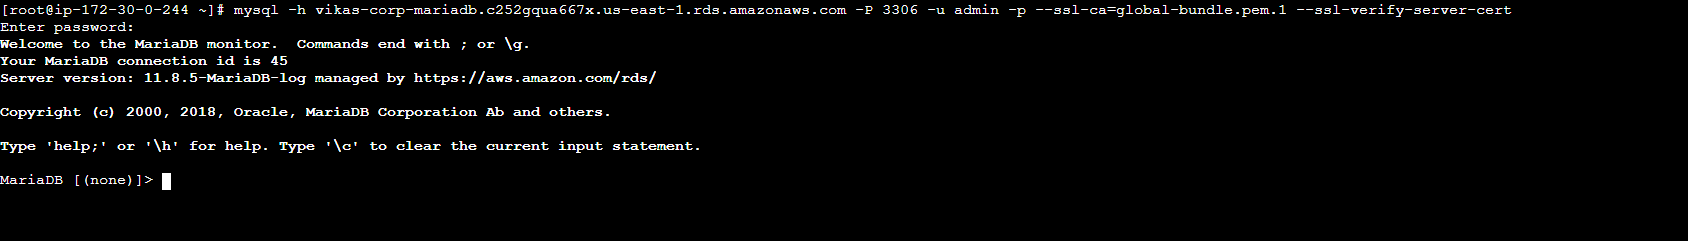 [root@ip-172-30-0-244 ~]# mysql -h vikas-corp-mariadb.c252gqua667x.us-east-1.rds.amazonaws.com -P 3306 -u admin -p --ssl-ca=global-bundle.pem.1 --ssl-verify-server-cert
Enter password:
Welcome to the MariaDB monitor.  Commands end with ; or \g.
Your MariaDB connection id is 45
Server version: 11.8.5-MariaDB-log managed by https://aws.amazon.com/rds/
Copyright (c) 2000, 2018, Oracle, MariaDB Corporation Ab and others.
Type 'help;' or '\h' for help. Type '\c' to clear the current input statement.
MariaDB [(none)]>